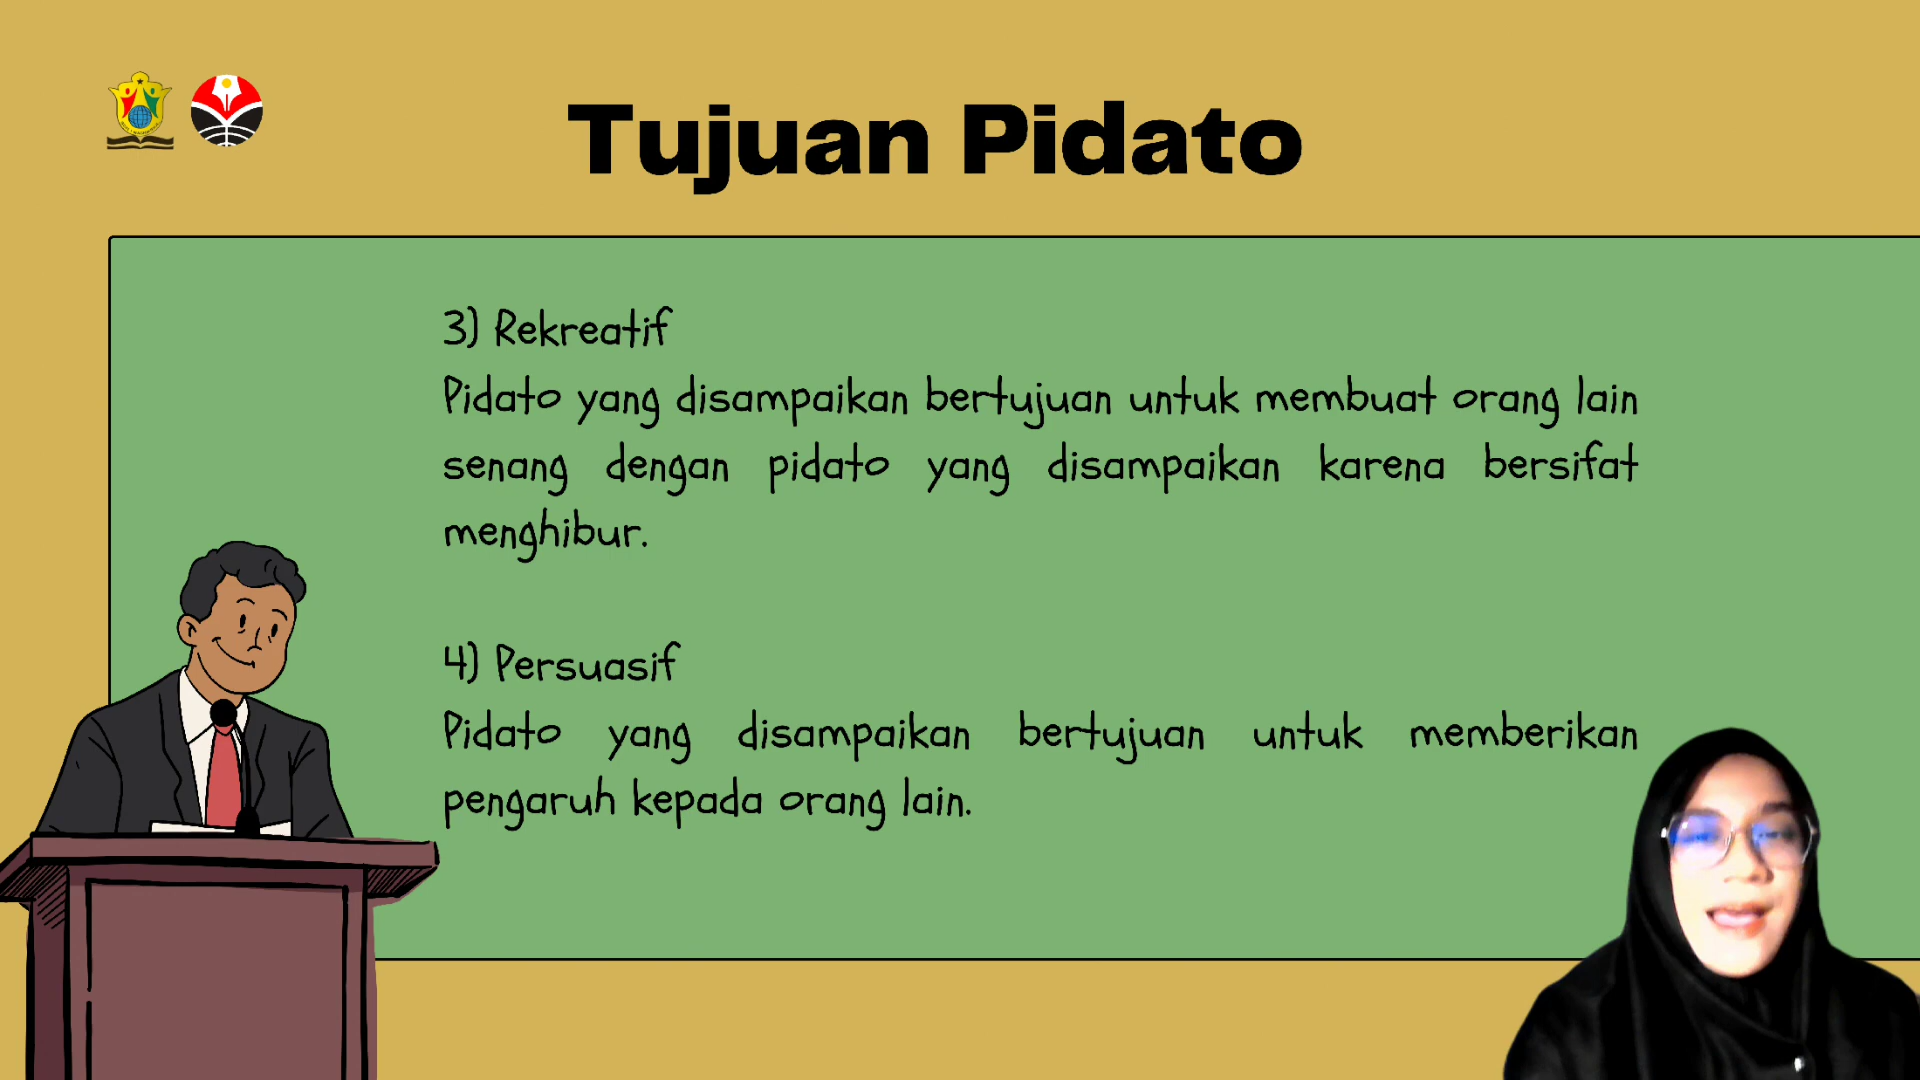 Tujuan Pidato
3) Rekreatif
Pidato yang disampaikan bertujuan untuk membuat orang lain
senang dengan pidato yang disampaikan karena bersifat
menghibur.
4) Persuasif
Pidato yang disampaikan bertujuan untuk memberikan
pengaruh kepada orang lain.